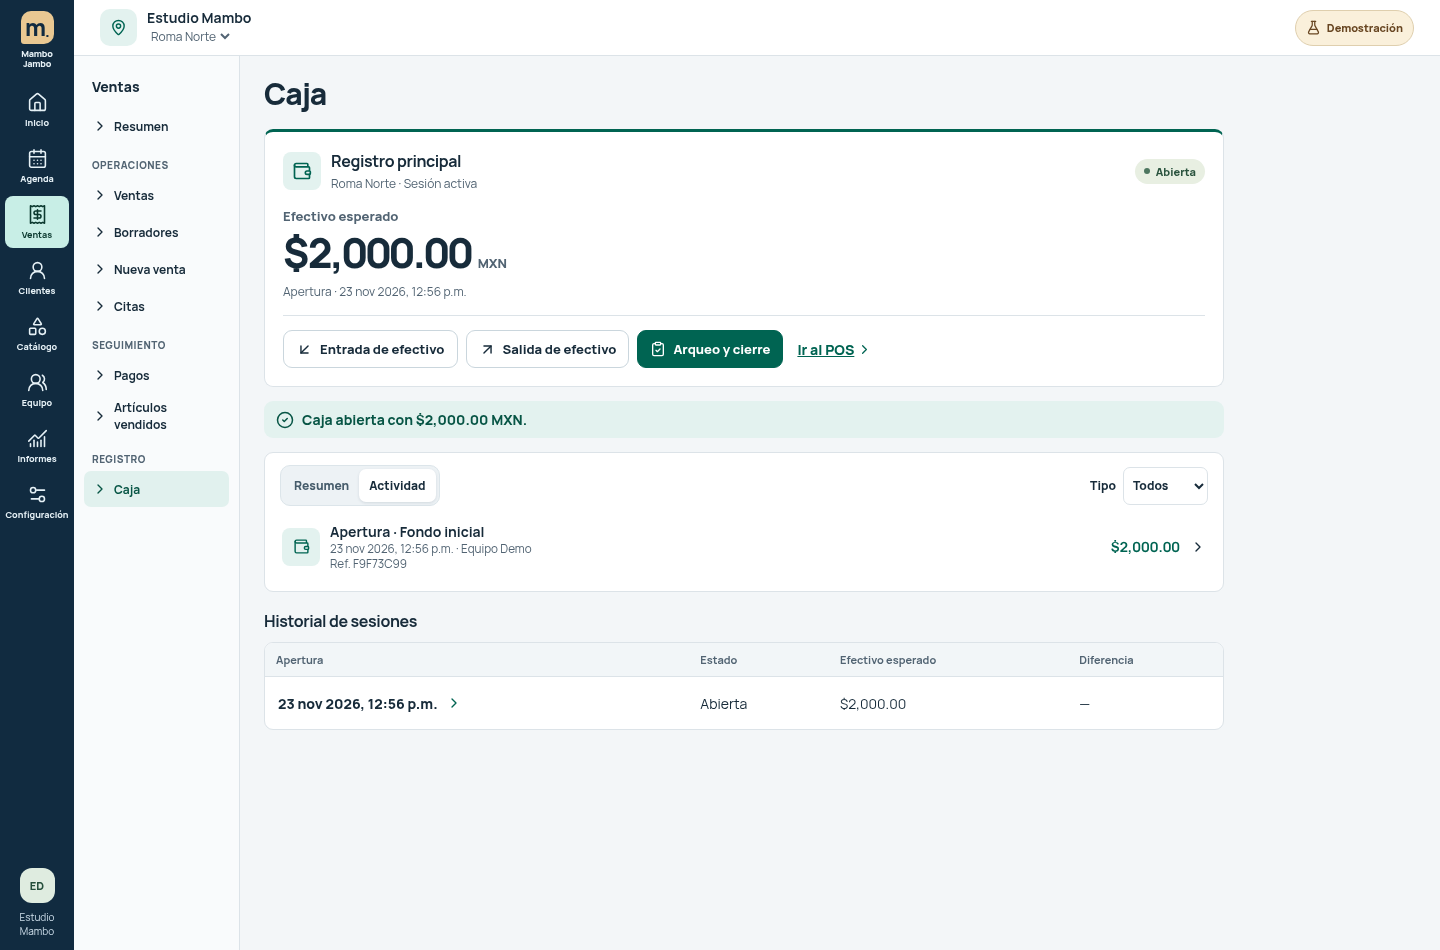 m.
Mambo
Jambo
Inicio
Agenda
Ventas
Clientes
Catálogo
Equipo
Informes
Configuración
ED
Estudio
Mambo
Estudio Mambo
Roma Norte
Demostración
Ventas
Resumen
OPERACIONES
Ventas
Borradores
Nueva venta
Citas
SEGUIMIENTO
Pagos
Artículos
vendidos
REGISTRO
Caja
Caja
Registro principal
Roma Norte · Sesión activa
Abierta
Efectivo esperado
$2,000.00 MXN
Apertura · 23 nov 2026, 12:56 p.m.
Entrada de efectivo
Salida de efectivo
Arqueo y cierre
Ir al POS
Caja abierta con $2,000.00 MXN.
Resumen
Actividad
Tipo
Todos
Apertura · Fondo inicial
23 nov 2026, 12:56 p.m. · Equipo Demo
Ref. F9F73C99
$2,000.00
Historial de sesiones
Apertura Estado Efectivo esperado Diferencia
23 nov 2026, 12:56 p.m. Abierta $2,000.00 —